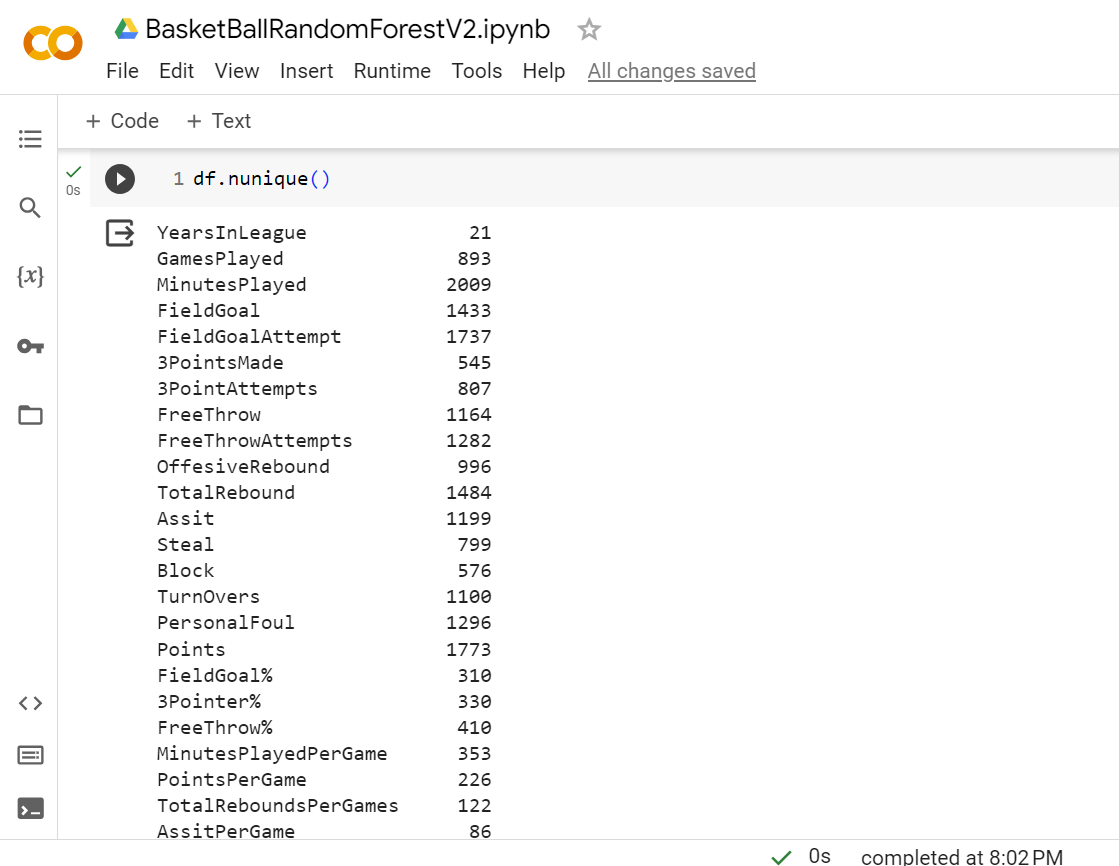 BasketBallRandomForestV2.ipynb
File Edit View Insert Runtime Tools Help All changes saved
+ Code + Text
0s
1 df.nunique()
{x}
YearsInLeague 21
GamesPlayed 893
MinutesPlayed 2009
FieldGoal 1433
FieldGoalAttempt 1737
3PointsMade 545
3PointAttempts 807
FreeThrow 1164
FreeThrowAttempts 1282
OffesiveRebound 996
TotalRebound 1484
Assit 1199
Steal 799
Block 576
TurnOvers 1100
PersonalFoul 1296
Points 1773
FieldGoal% 310
3Pointer% 330
FreeThrow% 410
MinutesPlayedPerGame 353
PointsPerGame 226
TotalReboundsPerGames 122
AssitPerGame 86
0s completed at 8:02 PM